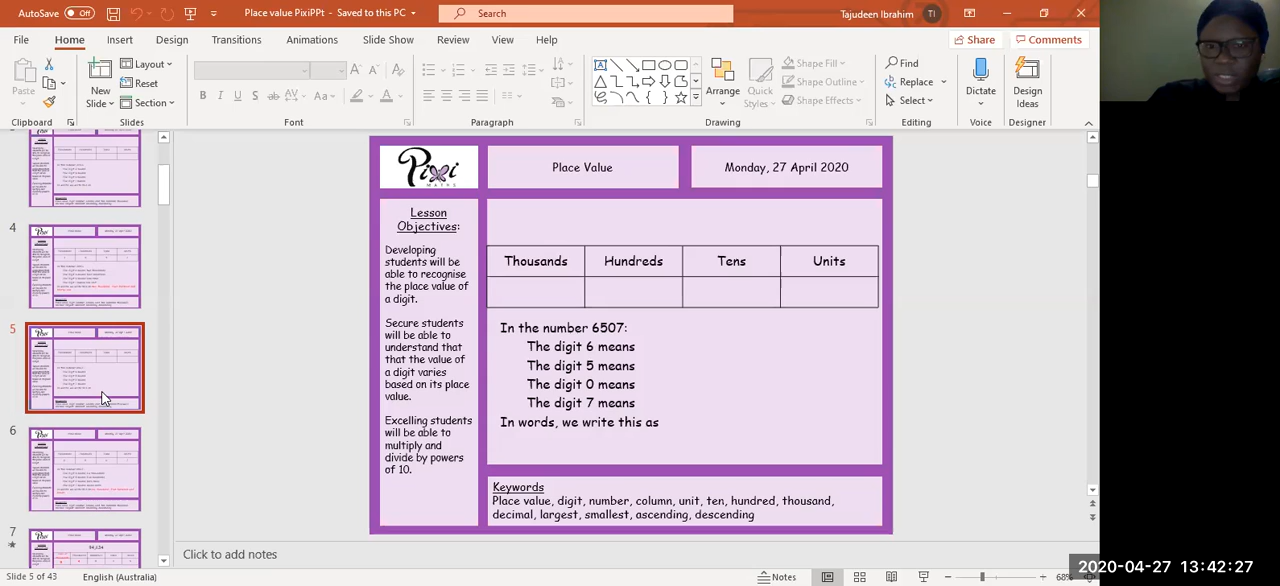 AutoSave Off Place value PixiPPt - Saved to this PC Search Tajudeen Ibrahim TI
File Home Insert Design Transitions Animations Slide Show Review View Help Share Comments
Paste New Slide Layout Reset Section
B I U S ab AV Aa A
Arrange Quick Styles Shape Fill Shape Outline Shape Effects
Find Replace Select Dictate Design Ideas
Clipboard Slides Font Paragraph Drawing Editing Voice Designer
4
5
6
7
Pixi
MATHS
Place Value
Monday, 27 April 2020
Lesson
Objectives:
Developing
students will be
able to recognise
the place value of
a digit.
Secure students
will be able to
understand that
that the value of
a digit varies
based on its place
value.
Excelling students
will be able to
multiply and
divide by powers
of 10.
Thousands Hundreds Tens Units
In the number 6507:
The digit 6 means
The digit 5 means
The digit 0 means
The digit 7 means
In words, we write this as
Keywords
Place value, digit, number, column, unit, ten, hundred, thousand,
decimal, largest, smallest, ascending, descending
Click to add notes
Slide 5 of 43 English (Australia) Notes 68%
2020-04-27 13:42:27